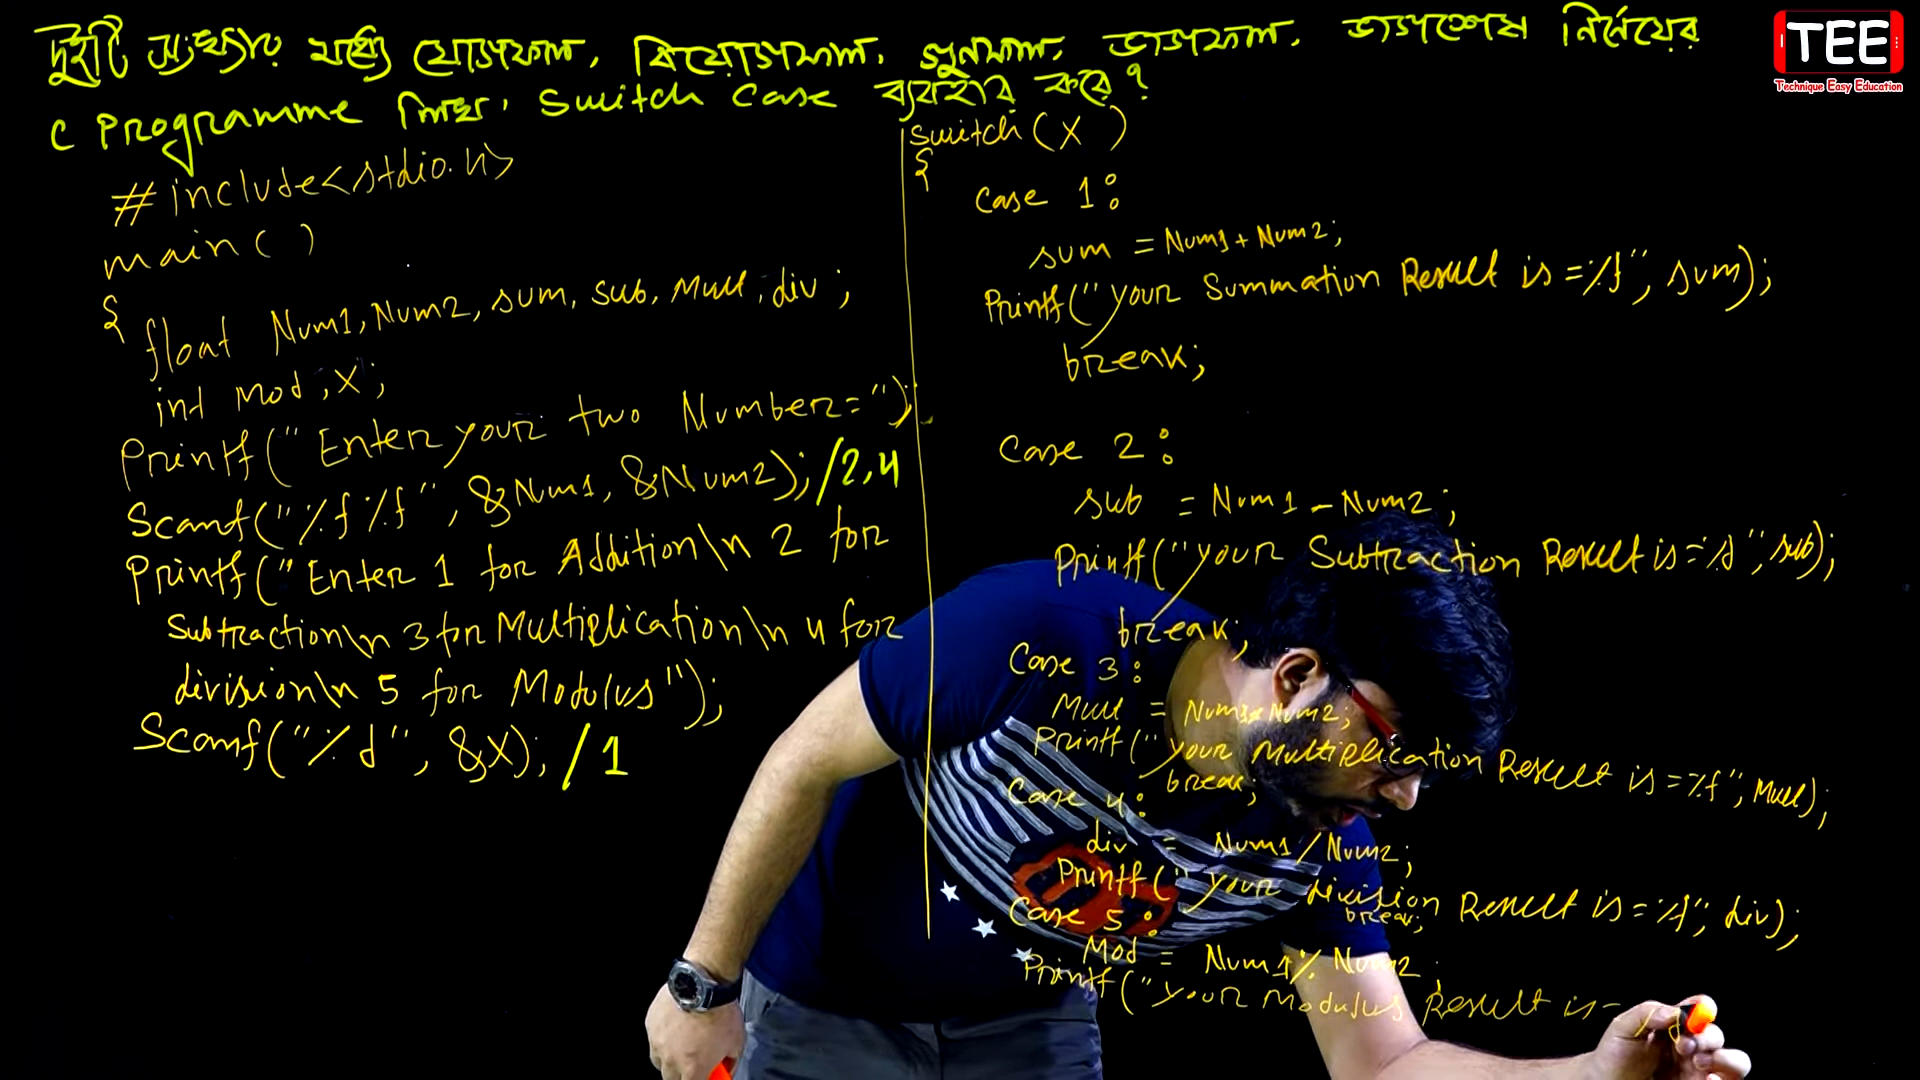 দুইটি সংখ্যার মধ্যে যোগফল, বিয়োগফল, গুনফল, ভাগফল, ভাগশেষ নির্ণয়ের
C Programme লিখ, Switch Case ব্যবহার করে?
#include<stdio.h>
main()
{
float Num1, Num2, sum, sub, Mull, div;
int Mod, X;
Printf("Enter your two Number=");
Scanf("%f%f", &Num1, &Num2); /2,4
Printf("Enter 1 for Addition\n 2 for
Subtraction\n 3 for Multiplication\n 4 for
division\n 5 for Modulus");
Scanf("%d", &X); /1
Switch(X)
{
Case 1:
sum = Num1 + Num2;
Printf("your Summation Result is =%f", sum);
break;
Case 2:
sub = Num1 - Num2;
Printf("your Subtraction Result is=%f", sub);
break;
Case 3:
Mull = Num1*Num2;
Printf("your Multiplication Result is =%f", Mull);
break;
Case 4:
div = Num1/Num2;
Printf("your division Result is=%f", div);
break;
Case 5:
Mod = Num1%Num2;
Printf("your Modulus Result is=%d
TEE
Technique Easy Education